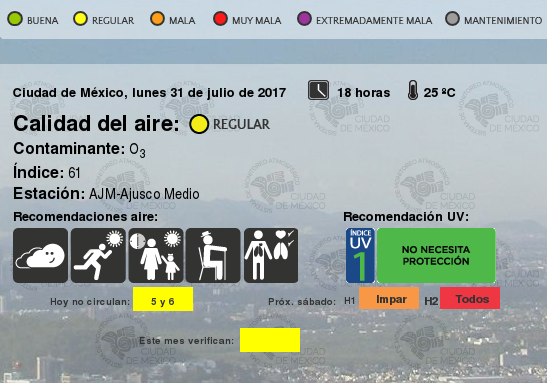 BUENA REGULAR MALA MUY MALA EXTREMADAMENTE MALA MANTENIMIENTO
Ciudad de México, lunes 31 de julio de 2017 18 horas 25 ºC
Calidad del aire: REGULAR
Contaminante: O3
Índice: 61
Estación: AJM-Ajusco Medio
Recomendaciones aire: Recomendación UV:
ÍNDICE UV 1 NO NECESITA PROTECCIÓN
Hoy no circulan: 5 y 6 Próx. sábado: H1 Impar H2 Todos
Este mes verifican:
CIUDAD DE MÉXICO